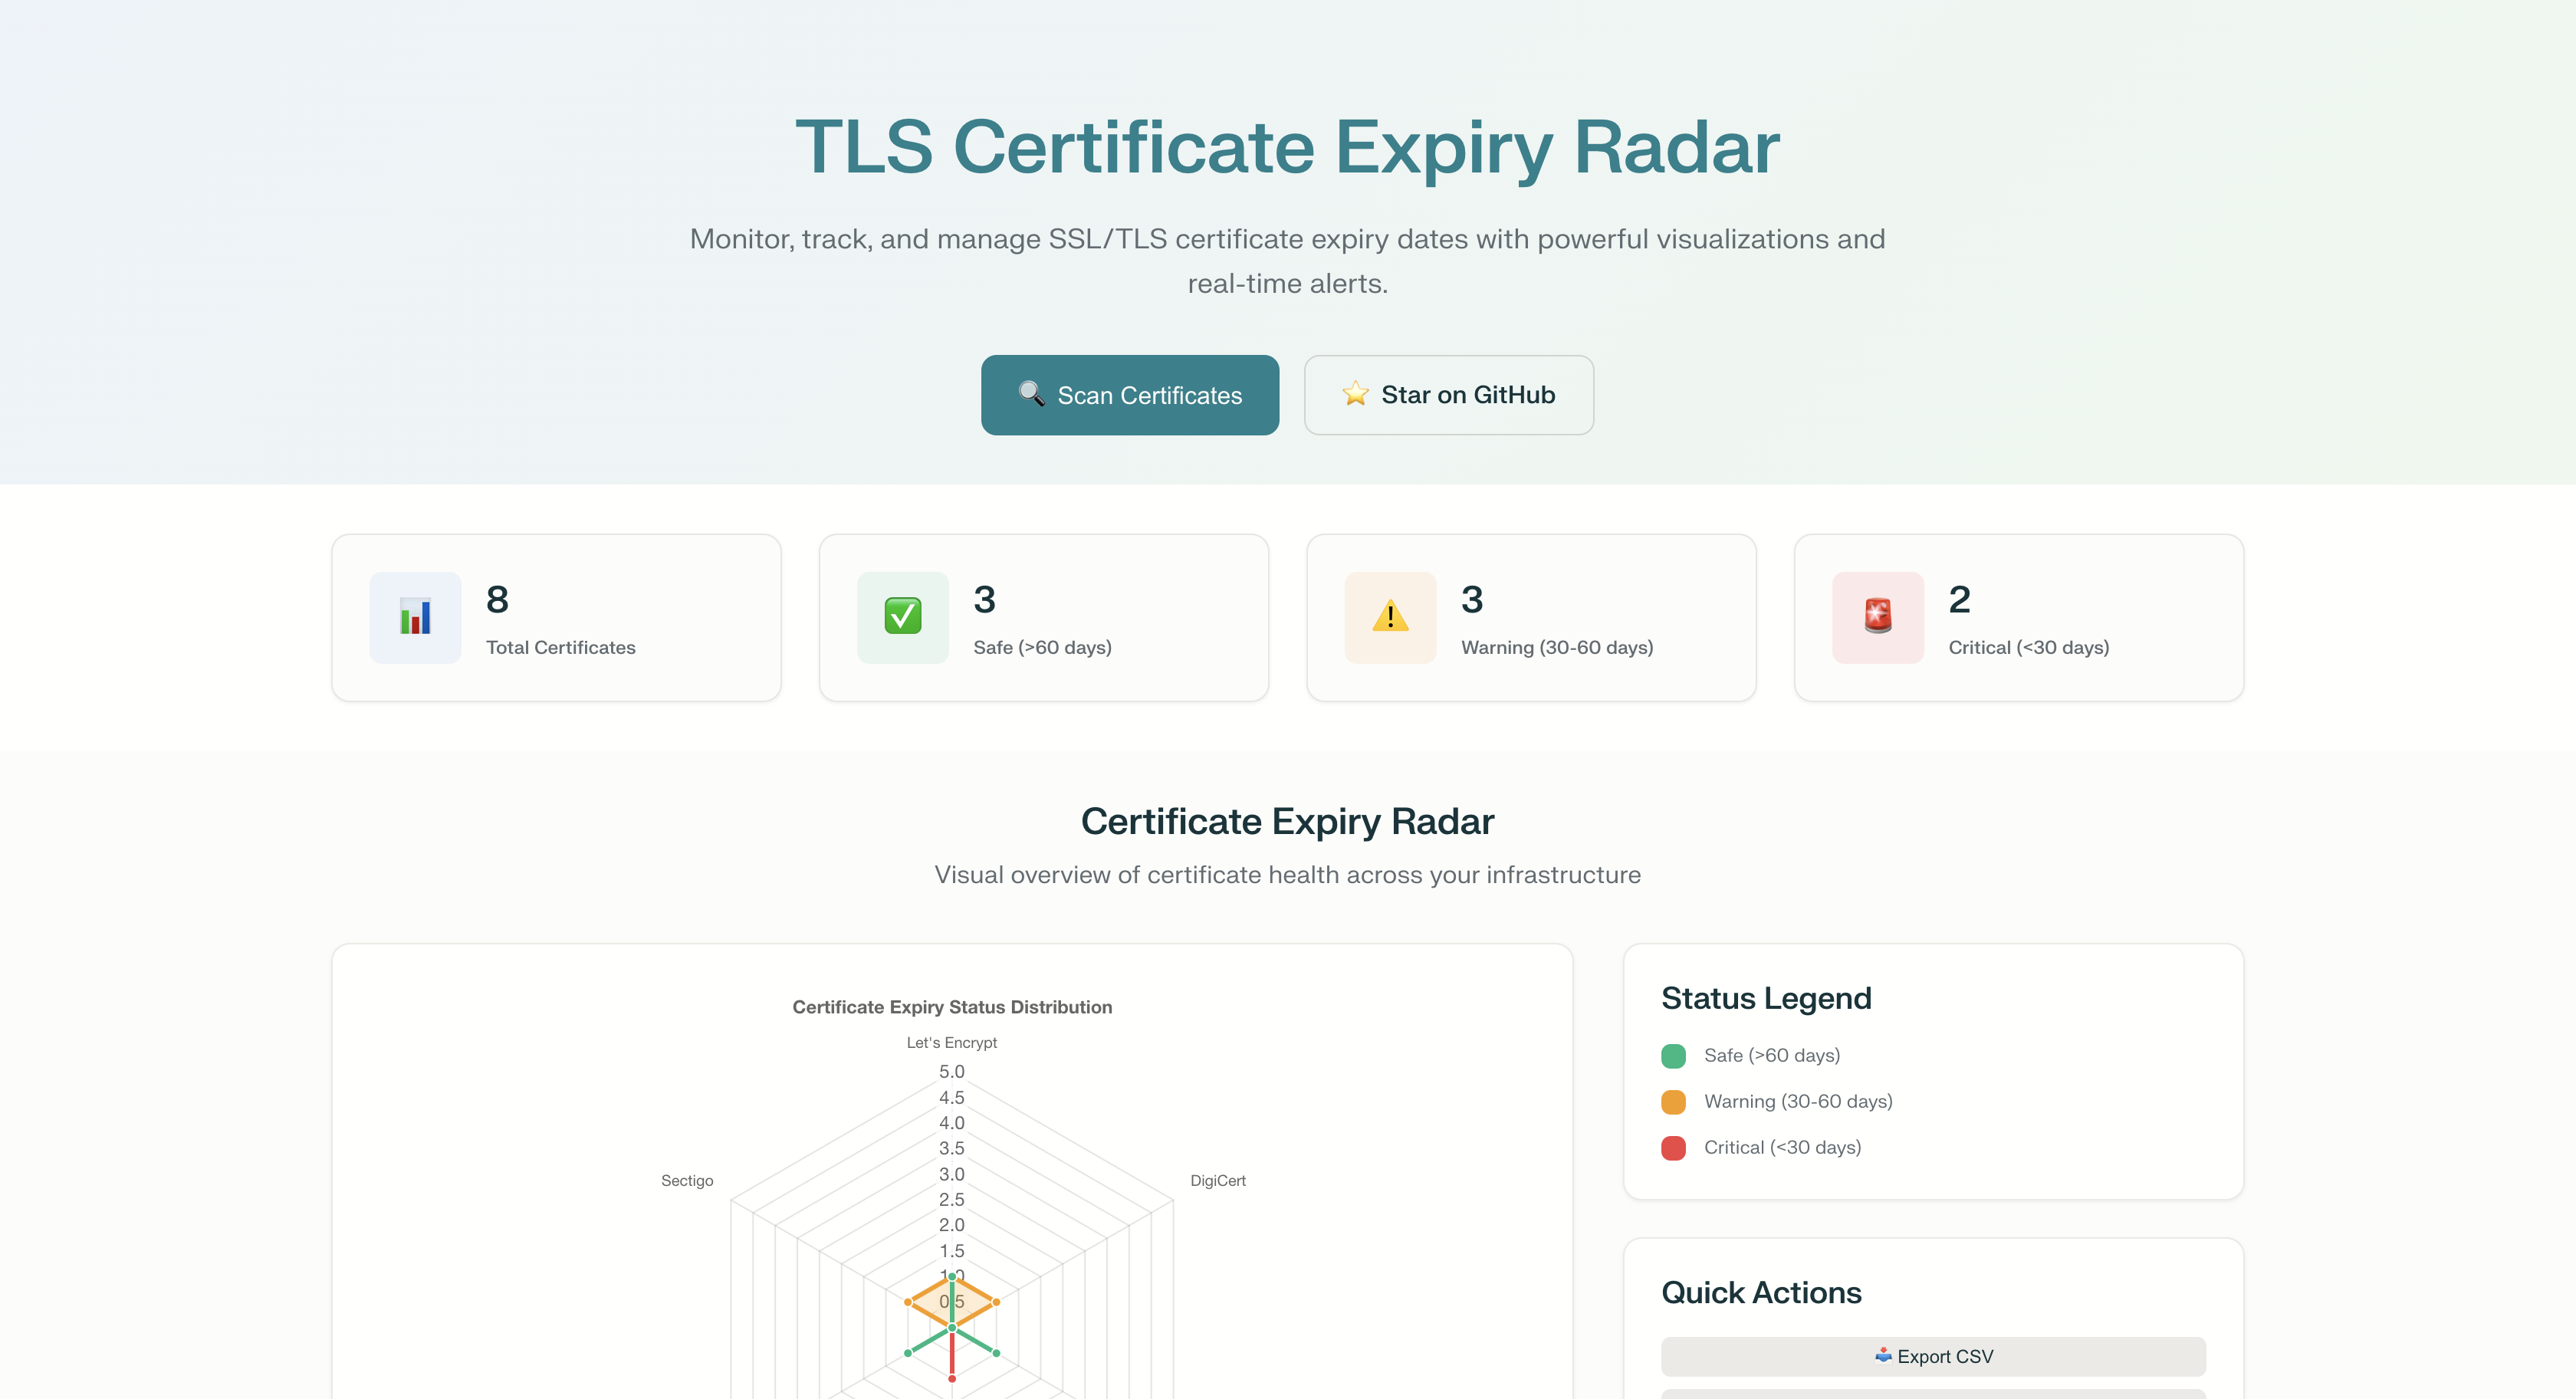 TLS Certificate Expiry Radar
Monitor, track, and manage SSL/TLS certificate expiry dates with powerful visualizations and
real-time alerts.
Scan Certificates
Star on GitHub
8
Total Certificates
3
Safe (>60 days)
3
Warning (30-60 days)
2
Critical (<30 days)
Certificate Expiry Radar
Visual overview of certificate health across your infrastructure
Certificate Expiry Status Distribution
Let's Encrypt
5.0
4.5
4.0
3.5
3.0
2.5
2.0
1.5
1.0
0.5
Sectigo
DigiCert
Status Legend
Safe (>60 days)
Warning (30-60 days)
Critical (<30 days)
Quick Actions
Export CSV